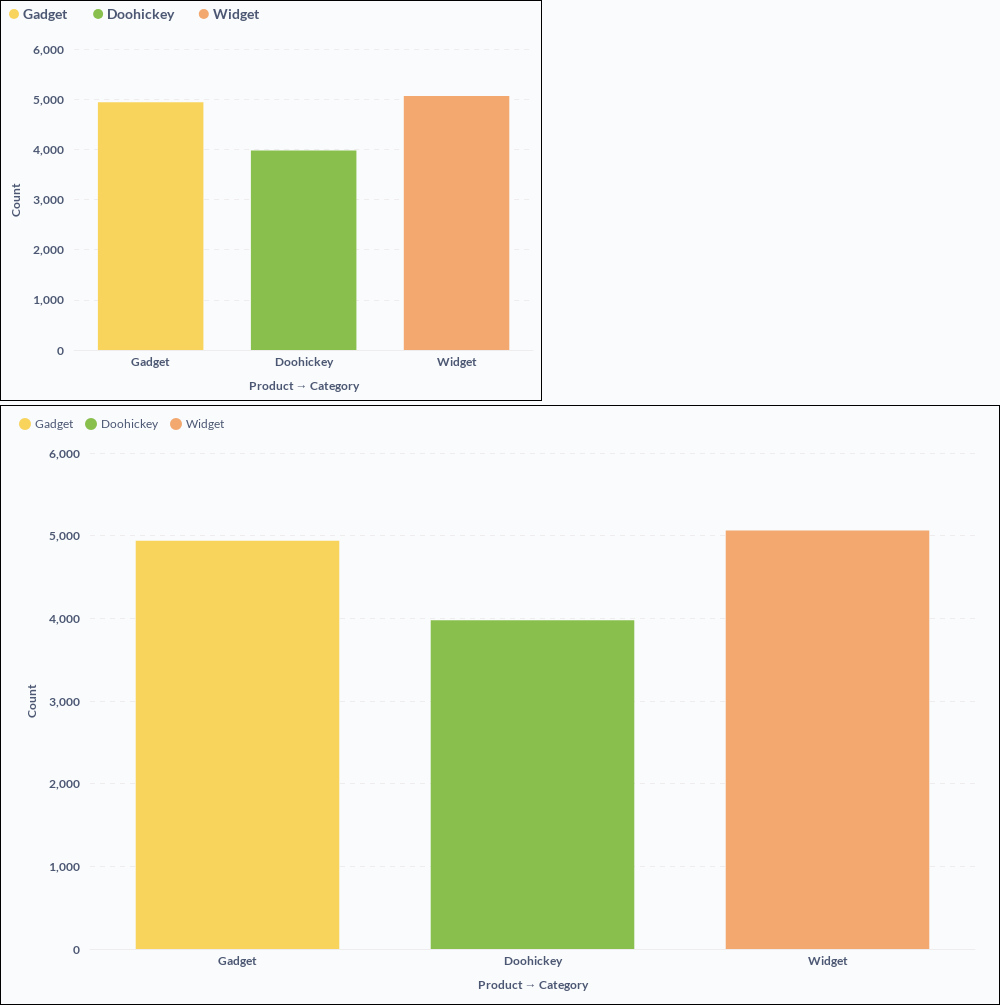 Gadget Doohickey Widget
6,000
5,000
4,000
3,000
2,000
1,000
0
Count
Gadget Doohickey Widget
Product → Category
Gadget Doohickey Widget
6,000
5,000
4,000
3,000
2,000
1,000
0
Count
Gadget Doohickey Widget
Product → Category